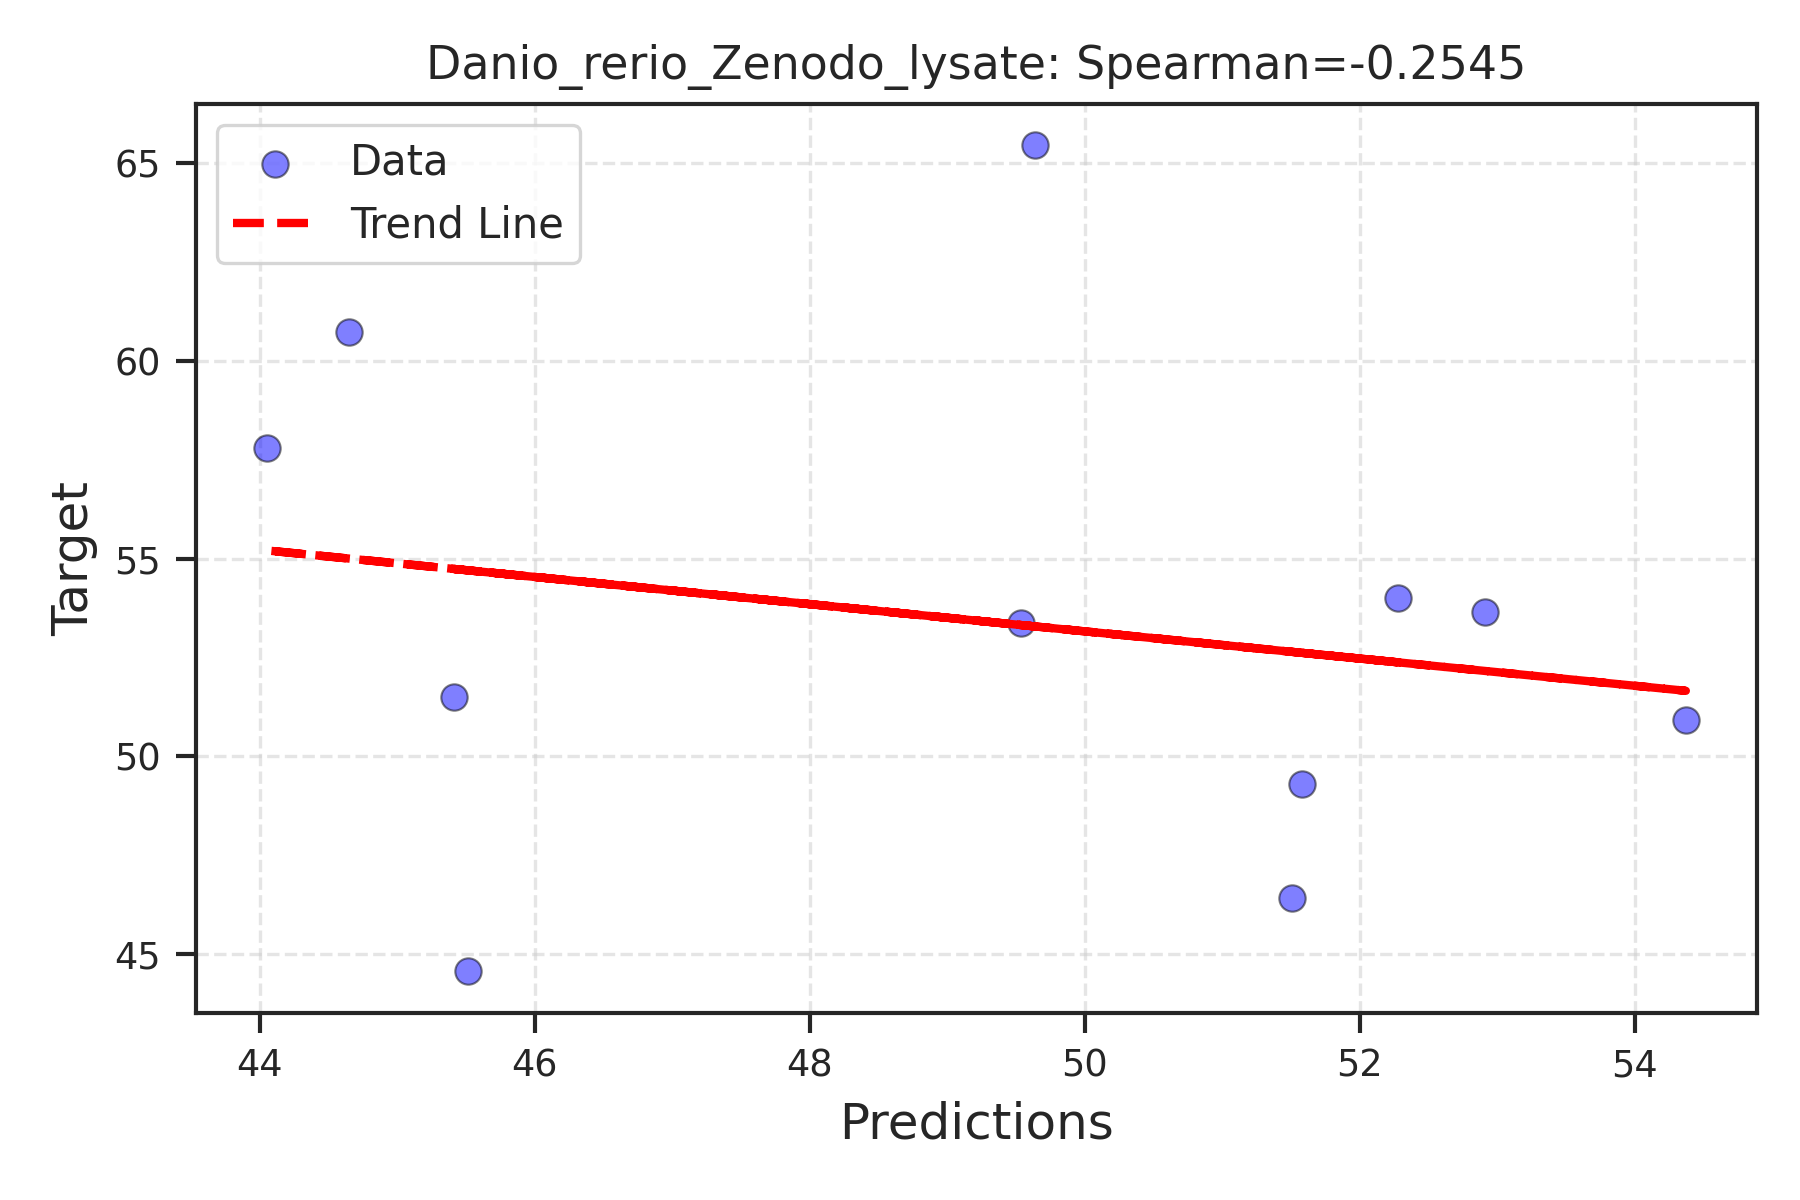 Danio_rerio_Zenodo_lysate: Spearman=-0.2545
Data
Trend Line
65
60
55
50
45
Target
44 46 48 50 52 54
Predictions